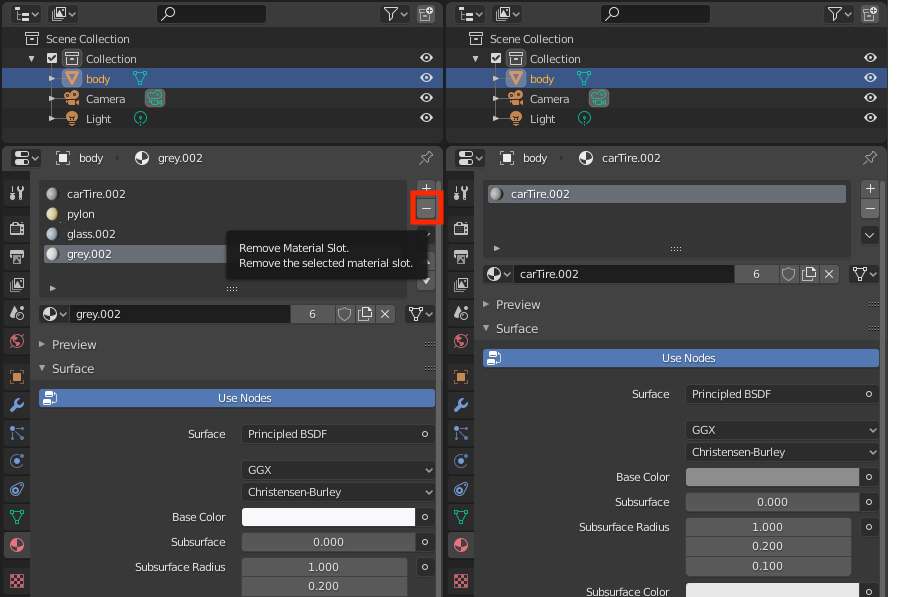 Scene Collection
Collection
body
Camera
Light
body
grey.002
carTire.002
pylon
glass.002
grey.002
Remove Material Slot.
Remove the selected material slot.
grey.002
6
Preview
Surface
Use Nodes
Surface
Principled BSDF
GGX
Christensen-Burley
Base Color
Subsurface
0.000
Subsurface Radius
1.000
0.200
Scene Collection
Collection
body
Camera
Light
body
carTire.002
carTire.002
carTire.002
6
Preview
Surface
Use Nodes
Surface
Principled BSDF
GGX
Christensen-Burley
Base Color
Subsurface
0.000
Subsurface Radius
1.000
0.200
0.100
Subsurface Color